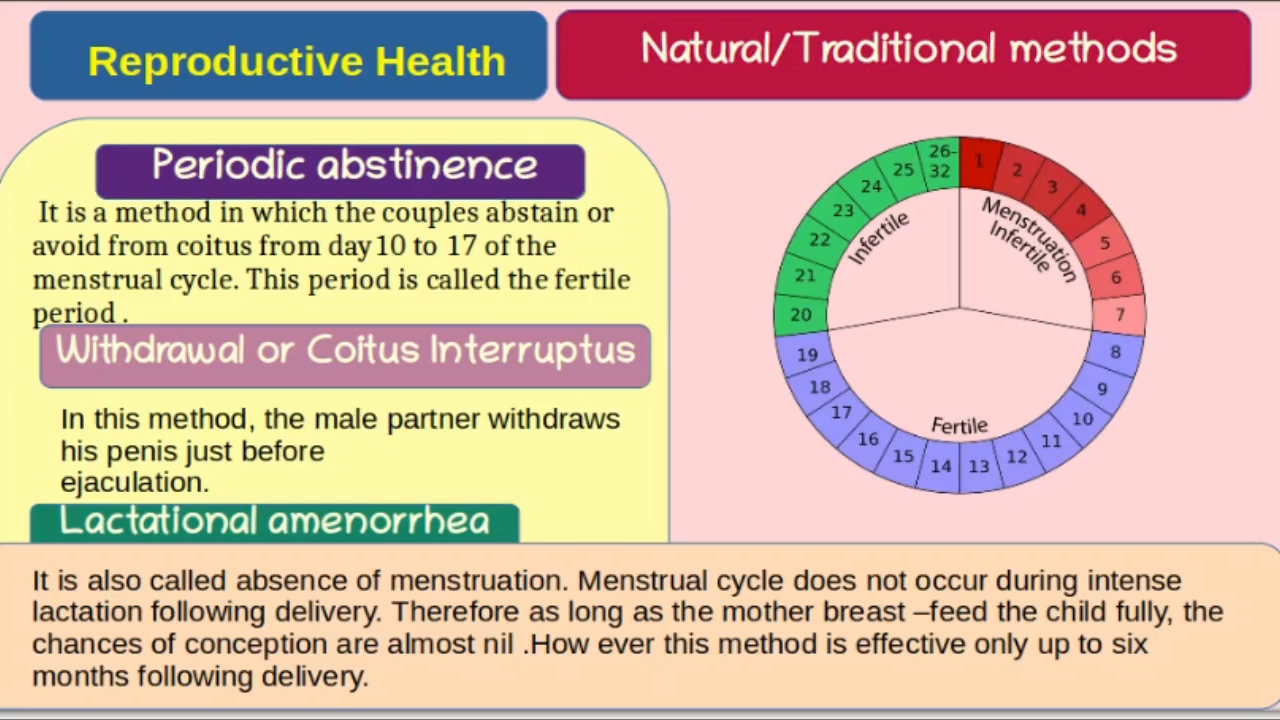 Reproductive Health
Natural/Traditional methods
Periodic abstinence
It is a method in which the couples abstain or
avoid from coitus from day10 to 17 of the
menstrual cycle. This period is called the fertile
period .
Withdrawal or Coitus Interruptus
In this method, the male partner withdraws
his penis just before
ejaculation.
Lactational amenorrhea
It is also called absence of menstruation. Menstrual cycle does not occur during intense
lactation following delivery. Therefore as long as the mother breast –feed the child fully, the
chances of conception are almost nil .How ever this method is effective only up to six
months following delivery.
1
2
3
4
5
6
7
8
9
10
11
12
13
14
15
16
17
18
19
20
21
22
23
24
25
26-
32
Menstruation
Infertile
Fertile
Infertile